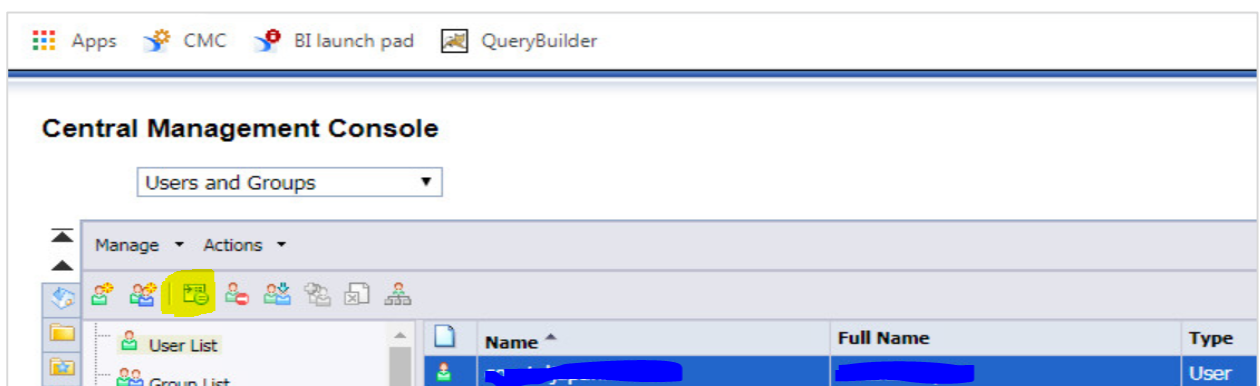 Apps CMC BI launch pad QueryBuilder
Central Management Console
Users and Groups
Manage Actions
User List Name Full Name Type
Group List User